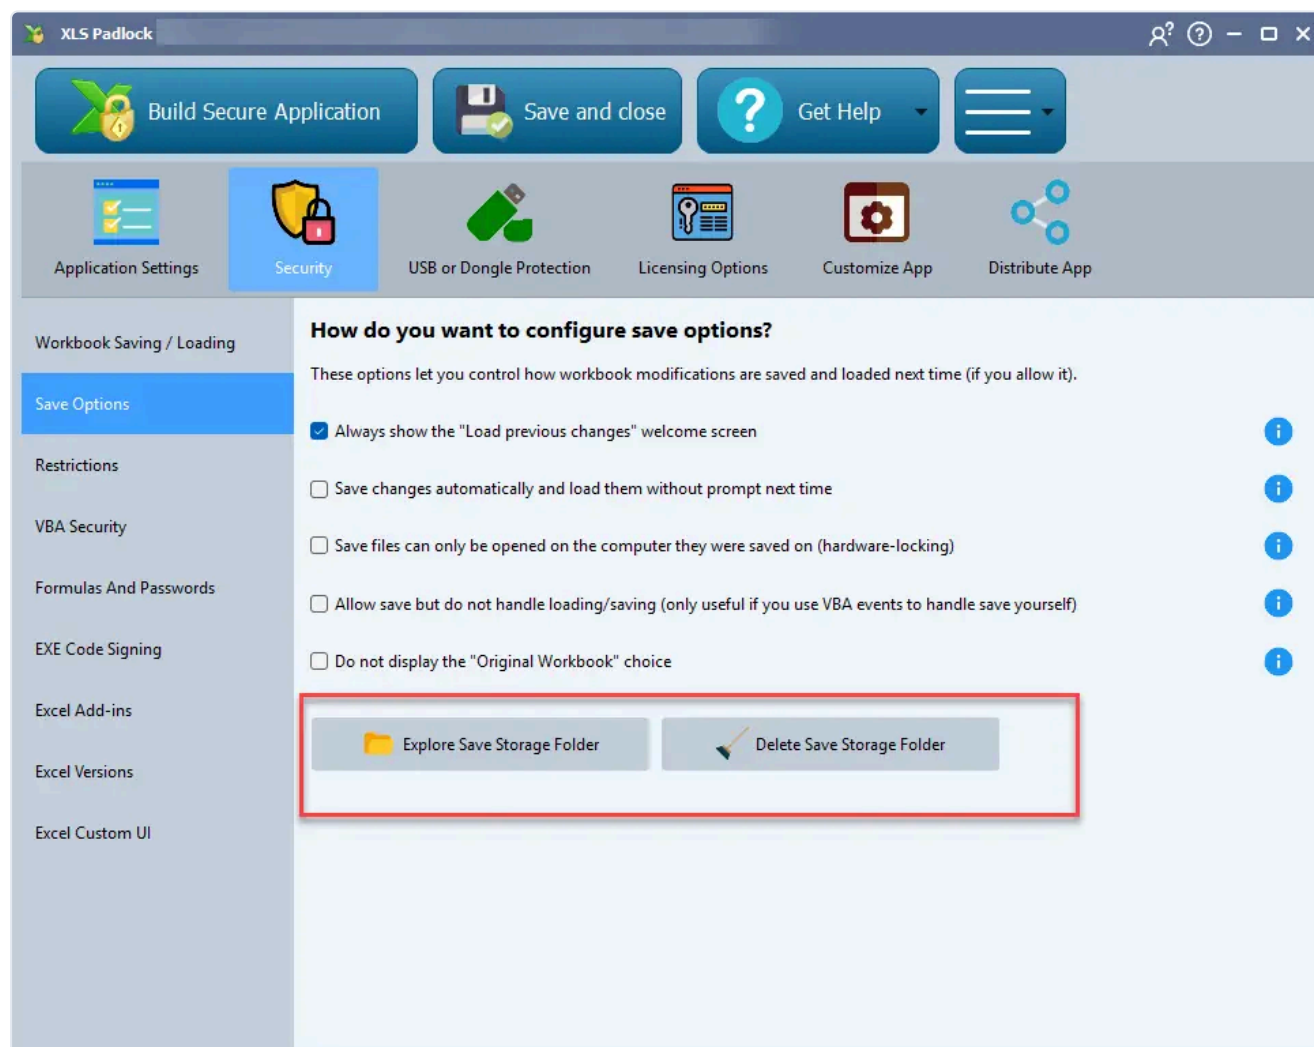 XLS Padlock
Build Secure Application
Save and close
Get Help
Application Settings
Security
USB or Dongle Protection
Licensing Options
Customize App
Distribute App
Workbook Saving / Loading
Save Options
Restrictions
VBA Security
Formulas And Passwords
EXE Code Signing
Excel Add-ins
Excel Versions
Excel Custom UI
How do you want to configure save options?
These options let you control how workbook modifications are saved and loaded next time (if you allow it).
Always show the "Load previous changes" welcome screen
Save changes automatically and load them without prompt next time
Save files can only be opened on the computer they were saved on (hardware-locking)
Allow save but do not handle loading/saving (only useful if you use VBA events to handle save yourself)
Do not display the "Original Workbook" choice
Explore Save Storage Folder
Delete Save Storage Folder